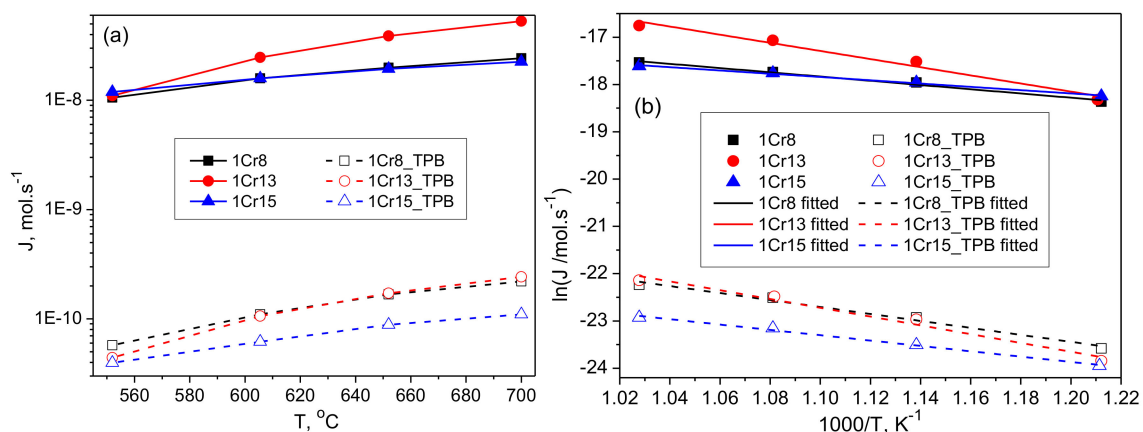 (a)
J, mol.s-1
1E-8
1E-9
1E-10
1Cr8 1Cr8_TPB
1Cr13 1Cr13_TPB
1Cr15 1Cr15_TPB
560 580 600 620 640 660 680 700
T, °C
(b)
ln(J /mol.s-1)
-17
-18
-19
-20
-21
-22
-23
-24
1Cr8 1Cr8_TPB
1Cr13 1Cr13_TPB
1Cr15 1Cr15_TPB
1Cr8 fitted 1Cr8_TPB fitted
1Cr13 fitted 1Cr13_TPB fitted
1Cr15 fitted 1Cr15_TPB fitted
1.02 1.04 1.06 1.08 1.10 1.12 1.14 1.16 1.18 1.20 1.22
1000/T, K-1